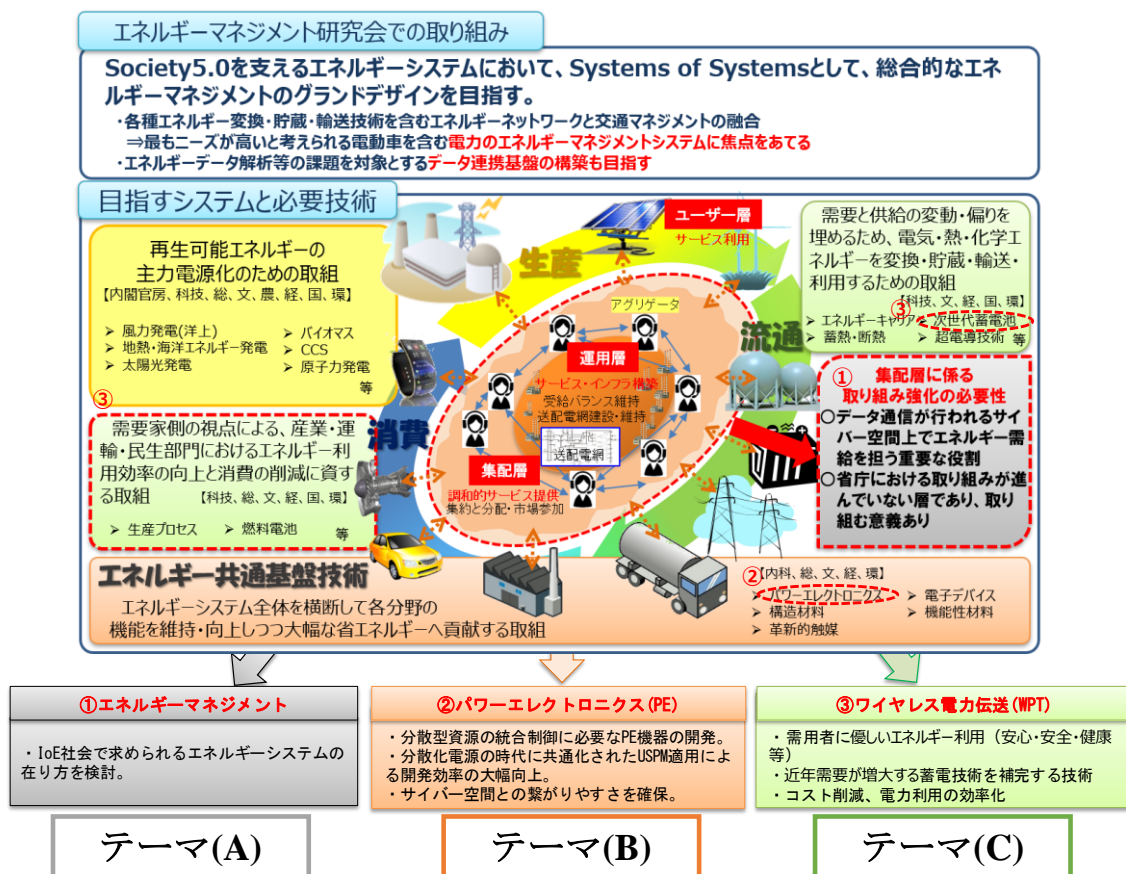 エネルギーマネジメント研究会での取り組み
Society5.0を支えるエネルギーシステムにおいて、Systems of Systemsとして、総合的なエネ
ルギーマネジメントのグランドデザインを目指す。
・各種エネルギー変換・貯蔵・輸送技術を含むエネルギーネットワークと交通マネジメントの融合
⇒最もニーズが高いと考えられる電動車を含む電力のエネルギーマネジメントシステムに焦点をあてる
・エネルギーデータ解析等の課題を対象とするデータ連携基盤の構築も目指す
目指すシステムと必要技術
再生可能エネルギーの
主力電源化のための取組
【内閣官房、科技、総、文、農、経、国、環】
➢ 風力発電(洋上)
➢ 地熱・海洋エネルギー発電
➢ 太陽光発電
➢ バイオマス
➢ CCS
➢ 原子力発電
等
生産
ユーザー層
サービス利用
需要と供給の変動・偏りを
埋めるため、電気・熱・化学エ
ネルギーを変換・貯蔵・輸送・
利用するための取組
【科技、文、経、国、環】
③
➢ エネルギーキャリア
➢ 次世代蓄電池
➢ 蓄熱・断熱
➢ 超電導技術 等
アグリゲータ
運用層
サービス・インフラ構築
受給バランス維持
送配電網建設・維持
送配電網
集配層
調和的サービス提供
集約と分配・市場参加
流通
消費
③
需要家側の視点による、産業・運
輸・民生部門におけるエネルギー利
用効率の向上と消費の削減に資す
る取組 【科技、総、文、経、国、環】
➢ 生産プロセス ➢ 燃料電池 等
① 集配層に係る
取り組み強化の必要性
○データ通信が行われるサイ
バー空間上でエネルギー需
給を担う重要な役割
○省庁における取り組みが進
んでいない層であり、取り
組む意義あり
エネルギー共通基盤技術
エネルギーシステム全体を横断して各分野の
機能を維持・向上しつつ大幅な省エネルギーへ貢献する取組
②
【内科、総、文、経、環】
➢ パワーエレクトロニクス
➢ 構造材料
➢ 革新的触媒
➢ 電子デバイス
➢ 機能性材料
①エネルギーマネジメント
・IoE社会で求められるエネルギーシステムの
在り方を検討。
テーマ(A)
②パワーエレクトロニクス(PE)
・分散型資源の統合制御に必要なPE機器の開発。
・分散化電源の時代に共通化されたUSPM適用によ
る開発効率の大幅向上。
・サイバー空間との繋がりやすさを確保。
テーマ(B)
③ワイヤレス電力伝送(WPT)
・需用者に優しいエネルギー利用（安心・安全・健康
等）
・近年需要が増大する蓄電技術を補完する技術
・コスト削減、電力利用の効率化
テーマ(C)